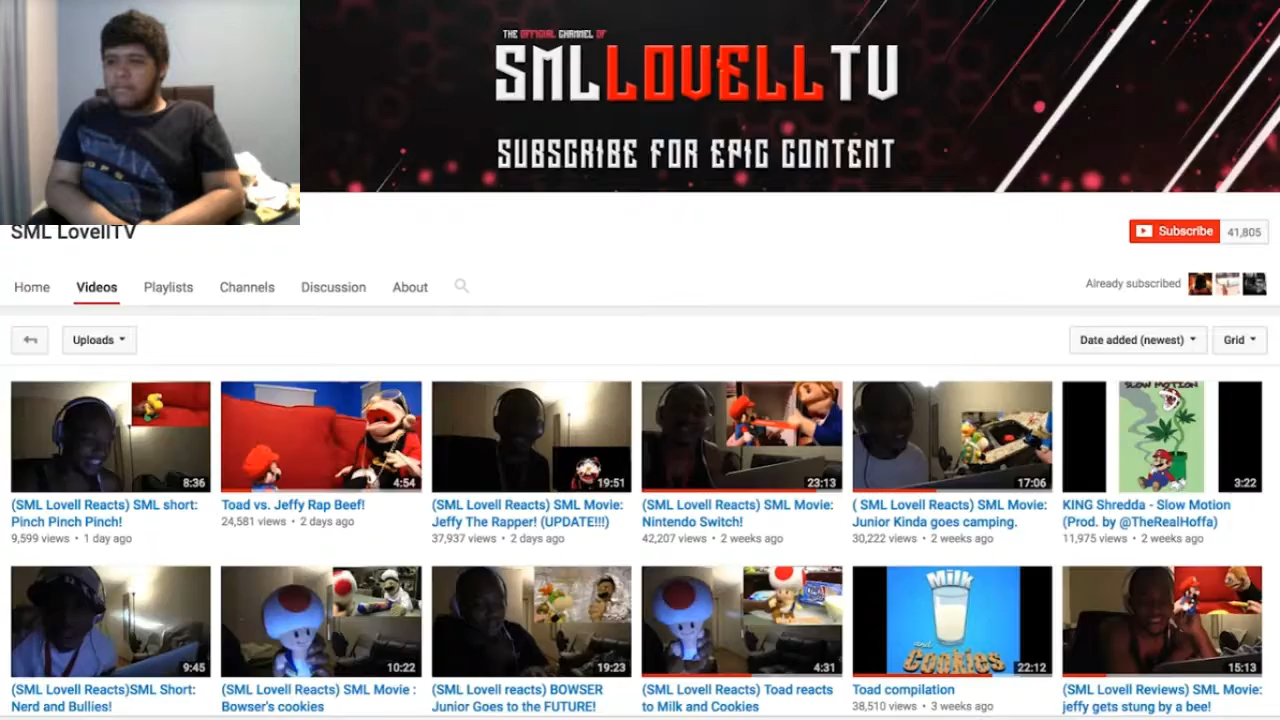 THE OFFICIAL CHANNEL OF
SMLLOVELLTV
SUBSCRIBE FOR EPIC CONTENT
SML LovellTV
Subscribe 41,805
Home Videos Playlists Channels Discussion About
Already subscribed
Uploads
Date added (newest) Grid
SLOW MOTION
8:36 4:54 19:51 23:13 17:06 3:22
(SML Lovell Reacts) SML short:
Pinch Pinch Pinch!
9,599 views • 1 day ago
Toad vs. Jeffy Rap Beef!
24,581 views • 2 days ago
(SML Lovell Reacts) SML Movie:
Jeffy The Rapper! (UPDATE!!!)
37,937 views • 2 days ago
(SML Lovell Reacts) SML Movie:
Nintendo Switch!
42,207 views • 2 weeks ago
( SML Lovell Reacts) SML Movie:
Junior Kinda goes camping.
30,222 views • 2 weeks ago
KING Shredda - Slow Motion
(Prod. by @TheRealHoffa)
11,975 views • 2 weeks ago
Milk
and
Cookies
9:45 10:22 19:23 4:31 22:12 15:13
(SML Lovell Reacts)SML Short:
Nerd and Bullies!
(SML Lovell Reacts) SML Movie :
Bowser's cookies
(SML Lovell reacts) BOWSER
Junior Goes to the FUTURE!
(SML Lovell Reacts) Toad reacts
to Milk and Cookies
Toad compilation
38,510 views • 3 weeks ago
(SML Lovell Reviews) SML Movie:
jeffy gets stung by a bee!